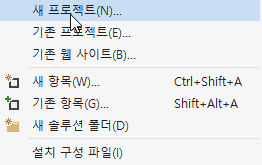 새 프로젝트(N)...
기존 프로젝트(E)...
기존 웹 사이트(B)...
새 항목(W)... Ctrl+Shift+A
기존 항목(G)... Shift+Alt+A
새 솔루션 폴더(D)
설치 구성 파일(I)